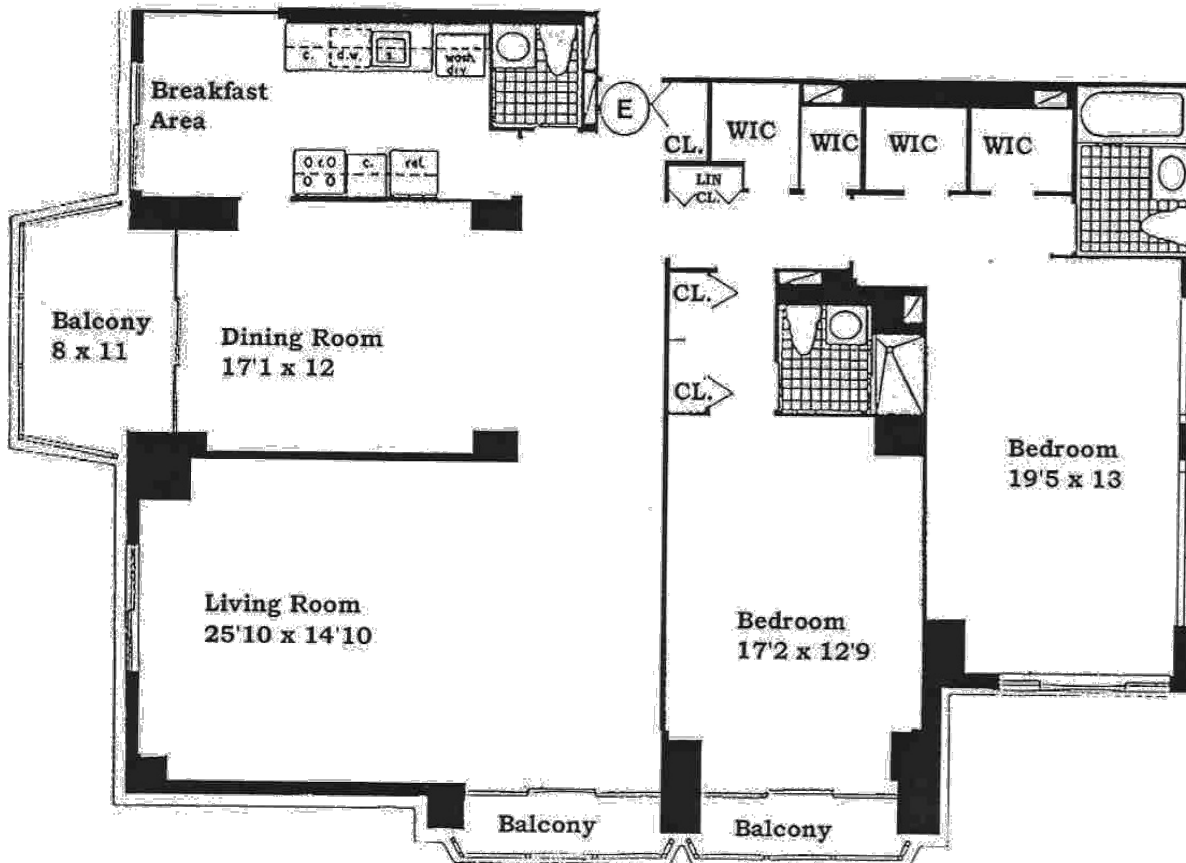 c.
d.w.
s.
wash
dry
Breakfast
Area
E
CL.
WIC
WIC
WIC
WIC
LIN
CL.
c.
ref.
Balcony
8 x 11
Dining Room
17'1 x 12
CL.
CL.
Bedroom
19'5 x 13
Living Room
25'10 x 14'10
Bedroom
17'2 x 12'9
Balcony
Balcony